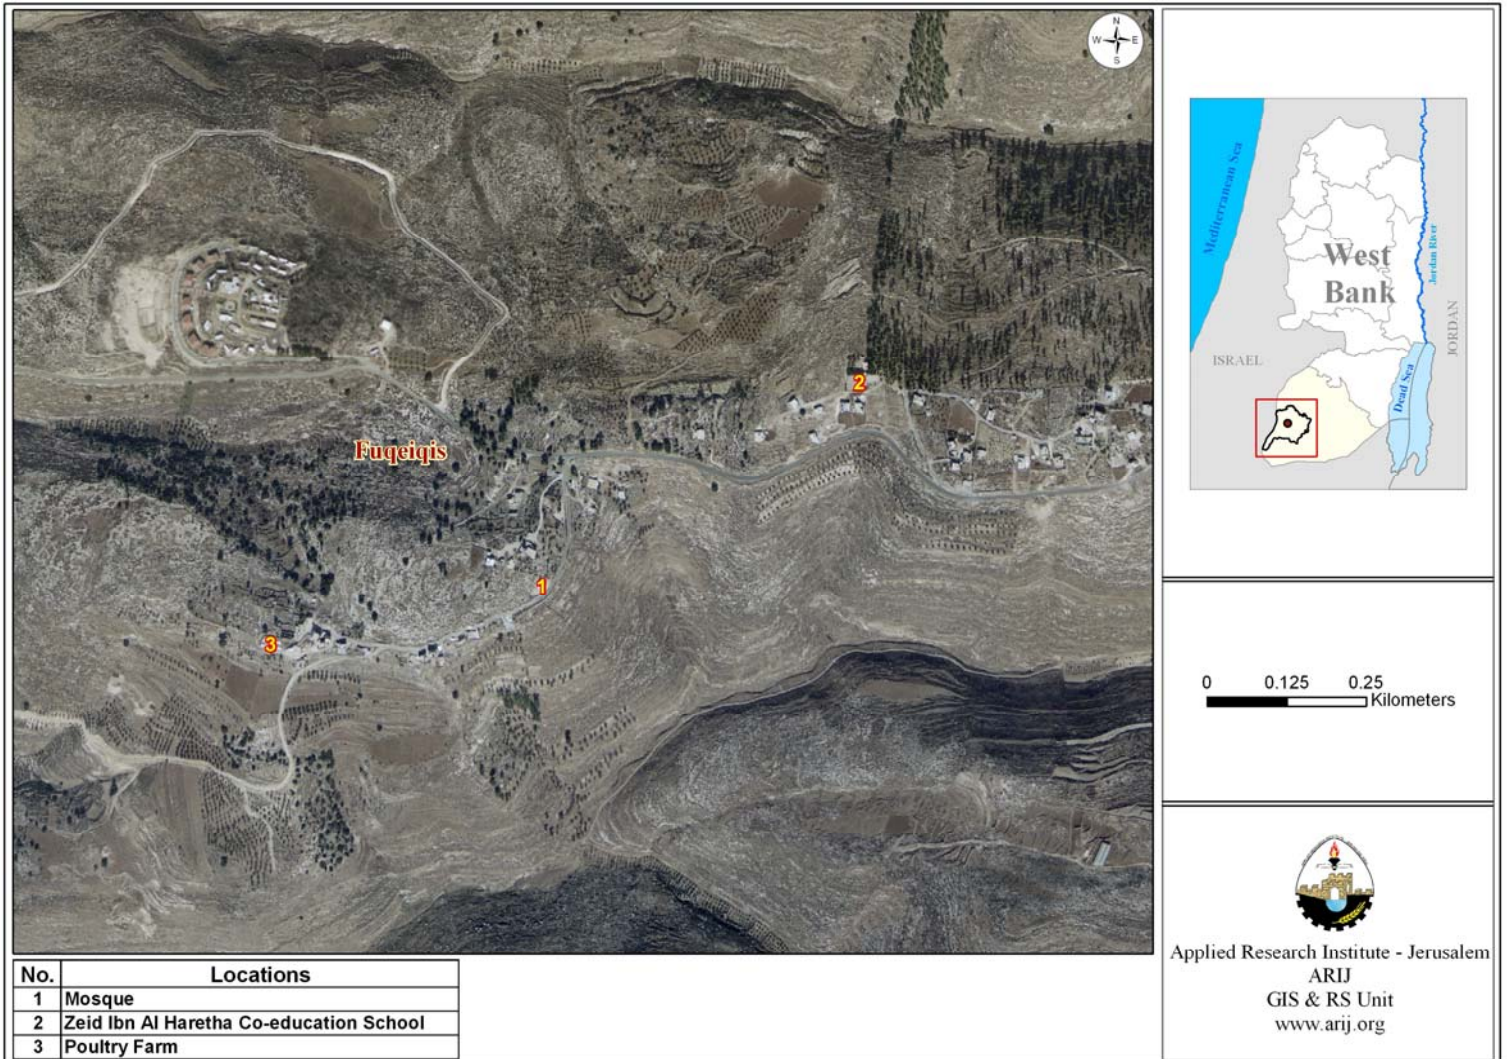 N
W E
S
Fuqeiqis
2
1
3
Mediterranean Sea
West
Bank
Jordan River
JORDAN
ISRAEL
Dead Sea
0 0.125 0.25
Kilometers
Applied Research Institute - Jerusalem
ARIJ
GIS & RS Unit
www.arij.org
No. Locations
1 Mosque
2 Zeid Ibn Al Haretha Co-education School
3 Poultry Farm